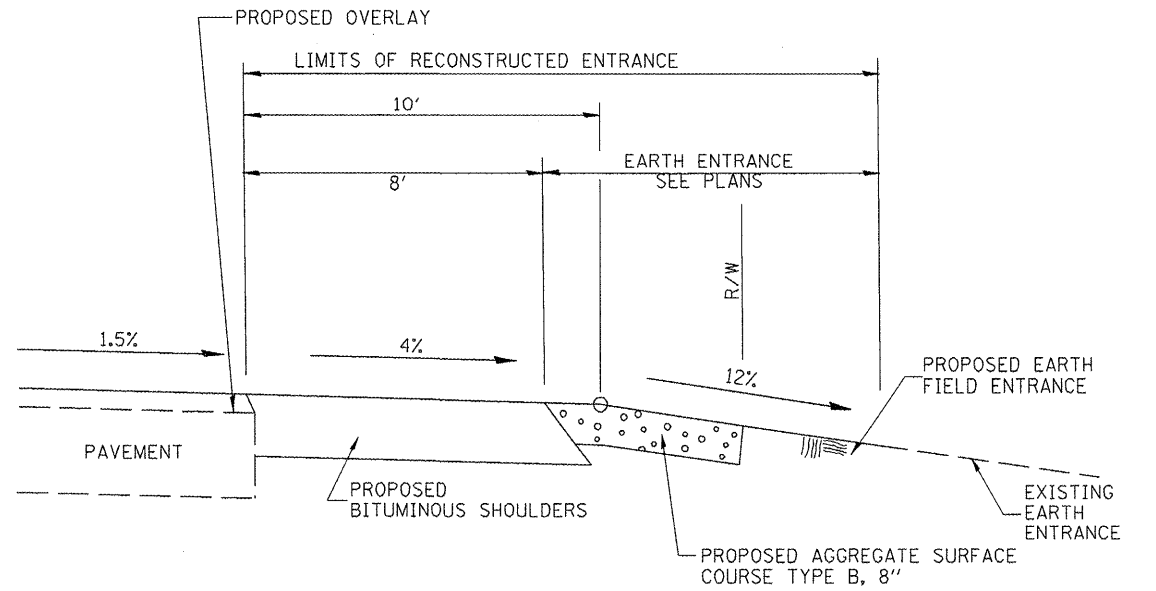 PROPOSED OVERLAY
LIMITS OF RECONSTRUCTED ENTRANCE
10'
EARTH ENTRANCE
SEE PLANS
8'
R/W
1.5%
4%
12%
PROPOSED EARTH
FIELD ENTRANCE
PAVEMENT
PROPOSED
BITUMINOUS SHOULDERS
EXISTING
EARTH
ENTRANCE
PROPOSED AGGREGATE SURFACE
COURSE TYPE B, 8"